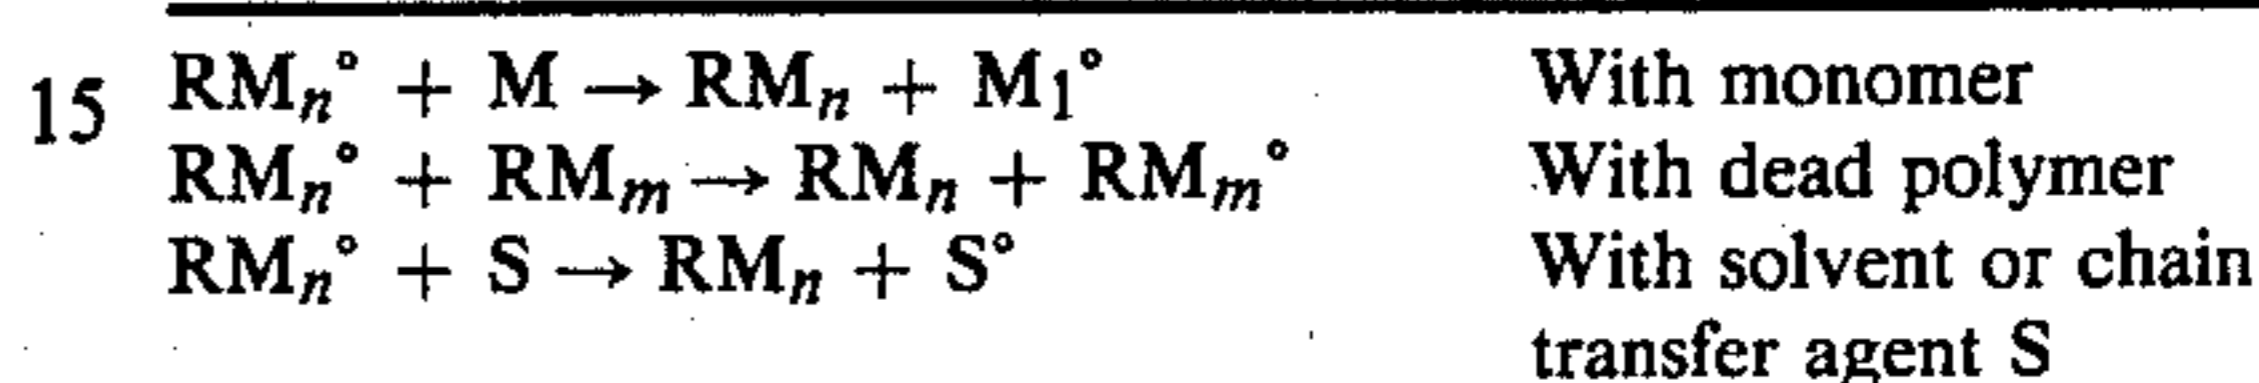 15 RMₙ° + M → RMₙ + M₁° With monomer
RMₙ° + RMₘ → RMₙ + RMₘ° With dead polymer
RMₙ° + S → RMₙ + S° With solvent or chain
transfer agent S